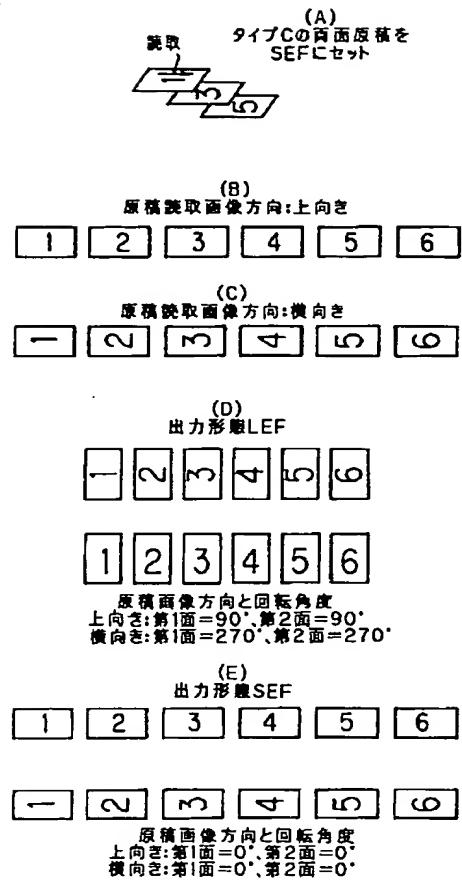 (A)
タイプCの両面原稿を
SEFにセット
読取
1 3 5
(B)
原稿読取画像方向:上向き
1 2 3 4 5 6
(C)
原稿読取画像方向:横向き
1 2 3 4 5 6
(D)
出力形態LEF
1 2 3 4 5 6
1 2 3 4 5 6
原稿画像方向と回転角度
上向き:第1面=90°、第2面=90°
横向き:第1面=270°、第2面=270°
(E)
出力形態SEF
1 2 3 4 5 6
1 2 3 4 5 6
原稿画像方向と回転角度
上向き:第1面=0°、第2面=0°
横向き:第1面=0°、第2面=0°